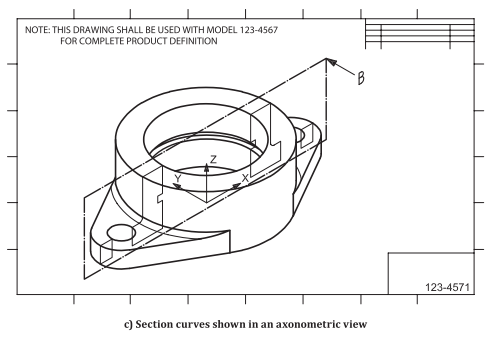 NOTE: THIS DRAWING SHALL BE USED WITH MODEL 123-4567
FOR COMPLETE PRODUCT DEFINITION
B
Z
Y
X
123-4571
c) Section curves shown in an axonometric view